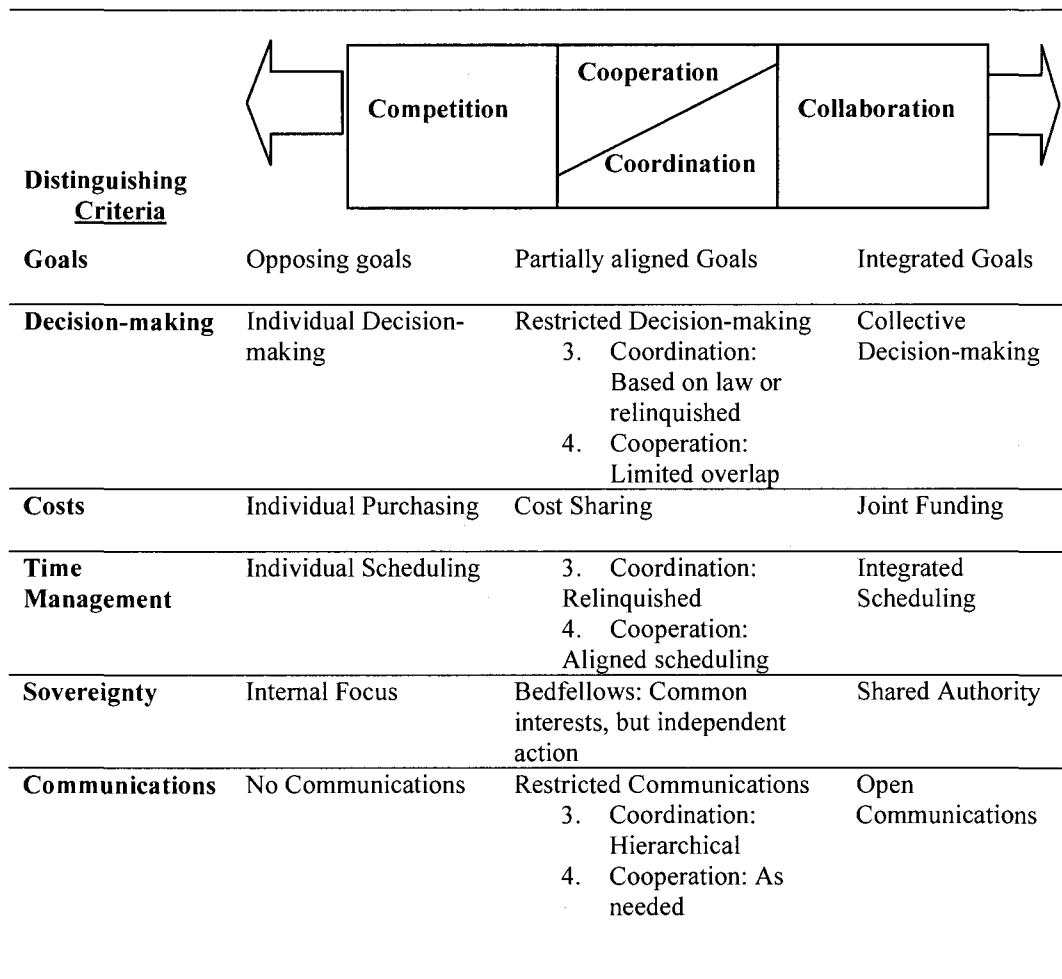 Competition
Cooperation
Coordination
Collaboration
Distinguishing
Criteria
Goals
Opposing goals
Partially aligned Goals
Integrated Goals
Decision-making
Individual Decision-
making
Restricted Decision-making
3. Coordination:
Based on law or
relinquished
4. Cooperation:
Limited overlap
Collective
Decision-making
Costs
Individual Purchasing
Cost Sharing
Joint Funding
Time
Management
Individual Scheduling
3. Coordination:
Relinquished
4. Cooperation:
Aligned scheduling
Integrated
Scheduling
Sovereignty
Internal Focus
Bedfellows: Common
interests, but independent
action
Shared Authority
Communications
No Communications
Restricted Communications
3. Coordination:
Hierarchical
4. Cooperation: As
needed
Open
Communications